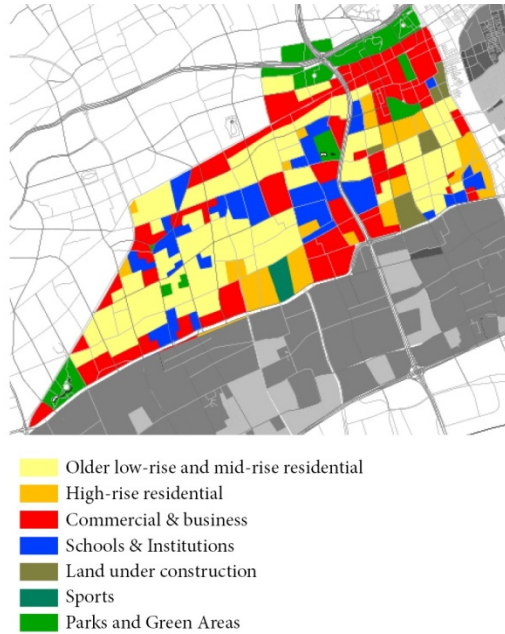 Older low-rise and mid-rise residential
High-rise residential
Commercial & business
Schools & Institutions
Land under construction
Sports
Parks and Green Areas